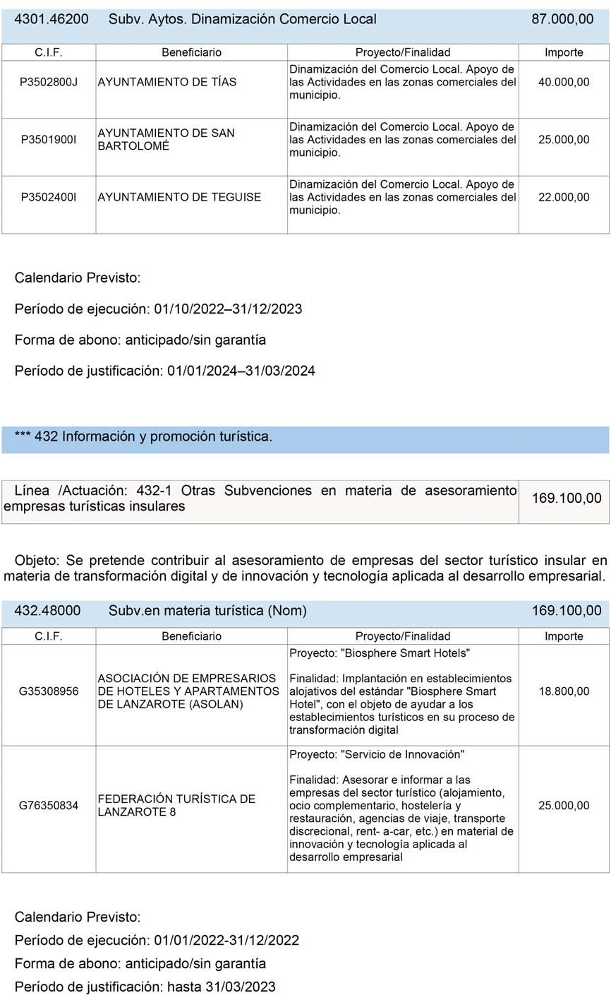 4301.46200 Subv. Aytos. Dinamización Comercio Local 87.000,00
C.I.F. Beneficiario Proyecto/Finalidad Importe
P3502800J AYUNTAMIENTO DE TÍAS
Dinamización del Comercio Local. Apoyo de
las Actividades en las zonas comerciales del
municipio.
40.000,00
P3501900I
AYUNTAMIENTO DE SAN
BARTOLOMÉ
Dinamización del Comercio Local. Apoyo de
las Actividades en las zonas comerciales del
municipio.
25.000,00
P3502400I AYUNTAMIENTO DE TEGUISE
Dinamización del Comercio Local. Apoyo de
las Actividades en las zonas comerciales del
municipio.
22.000,00
Calendario Previsto:
Período de ejecución: 01/10/2022–31/12/2023
Forma de abono: anticipado/sin garantía
Período de justificación: 01/01/2024–31/03/2024
*** 432 Información y promoción turística.
Línea /Actuación: 432-1 Otras Subvenciones en materia de asesoramiento
empresas turísticas insulares
169.100,00
Objeto: Se pretende contribuir al asesoramiento de empresas del sector turístico insular en
materia de transformación digital y de innovación y tecnología aplicada al desarrollo empresarial.
432.48000 Subv.en materia turística (Nom) 169.100,00
C.I.F. Beneficiario Proyecto/Finalidad Importe
G35308956
ASOCIACIÓN DE EMPRESARIOS
DE HOTELES Y APARTAMENTOS
DE LANZAROTE (ASOLAN)
Proyecto: "Biosphere Smart Hotels"
Finalidad: Implantación en establecimientos
alojativos del estándar "Biosphere Smart
Hotel", con el objeto de ayudar a los
establecimientos turísticos en su proceso de
transformación digital
18.800,00
G76350834
FEDERACIÓN TURÍSTICA DE
LANZAROTE 8
Proyecto: "Servicio de Innovación"
Finalidad: Asesorar e informar a las
empresas del sector turístico (alojamiento,
ocio complementario, hostelería y
restauración, agencias de viaje, transporte
discrecional, rent- a-car, etc.) en material de
innovación y tecnología aplicada al
desarrollo empresarial
25.000,00
Calendario Previsto:
Período de ejecución: 01/01/2022-31/12/2022
Forma de abono: anticipado/sin garantía
Período de justificación: hasta 31/03/2023